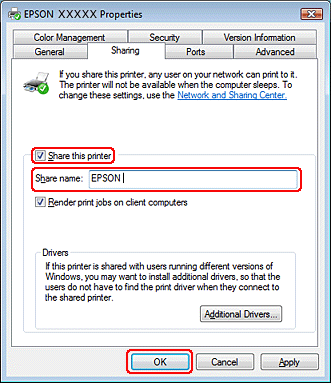 EPSON XXXXX Properties
Color Management Security Version Information
General Sharing Ports Advanced
If you share this printer, any user on your network can print to it.
The printer will not be available when the computer sleeps. To
change these settings, use the Network and Sharing Center.
Share this printer
Share name: EPSON
Render print jobs on client computers
Drivers
If this printer is shared with users running different versions of
Windows, you may want to install additional drivers, so that the
users do not have to find the print driver when they connect to
the shared printer.
Additional Drivers...
OK Cancel Apply